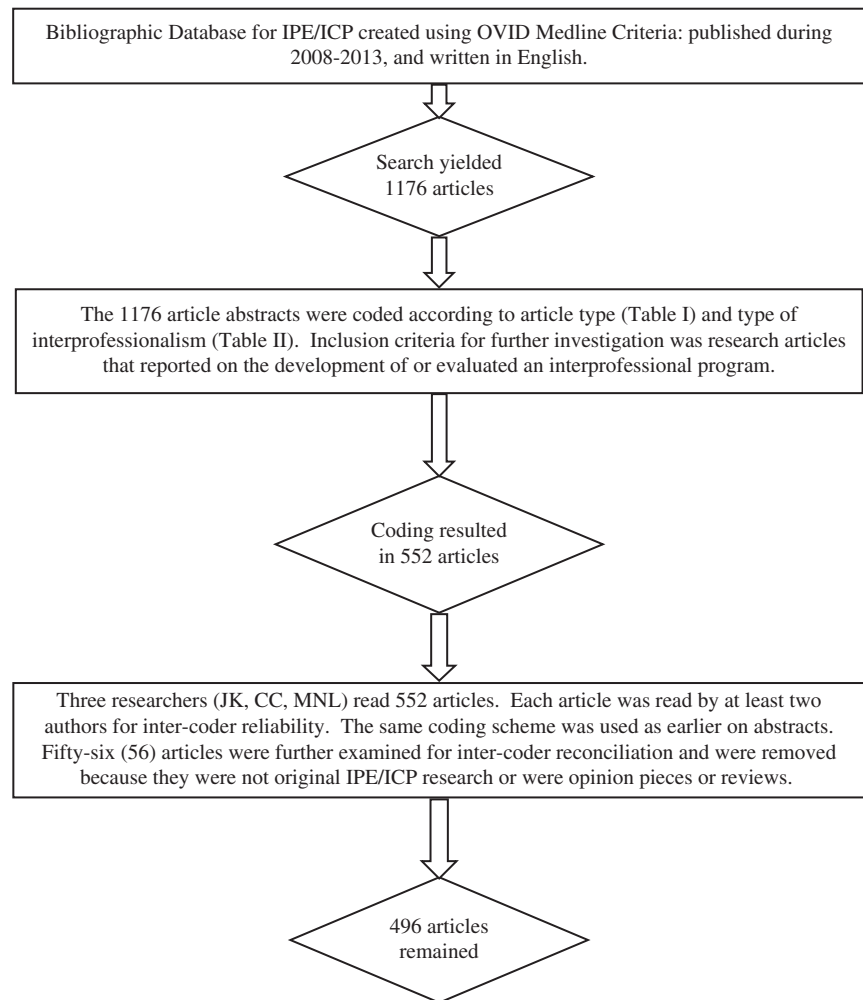 Bibliographic Database for IPE/ICP created using OVID Medline Criteria: published during
2008-2013, and written in English.
Search yielded
1176 articles
The 1176 article abstracts were coded according to article type (Table I) and type of
interprofessionalism (Table II). Inclusion criteria for further investigation was research articles
that reported on the development of or evaluated an interprofessional program.
Coding resulted
in 552 articles
Three researchers (JK, CC, MNL) read 552 articles. Each article was read by at least two
authors for inter-coder reliability. The same coding scheme was used as earlier on abstracts.
Fifty-six (56) articles were further examined for inter-coder reconciliation and were removed
because they were not original IPE/ICP research or were opinion pieces or reviews.
496 articles
remained